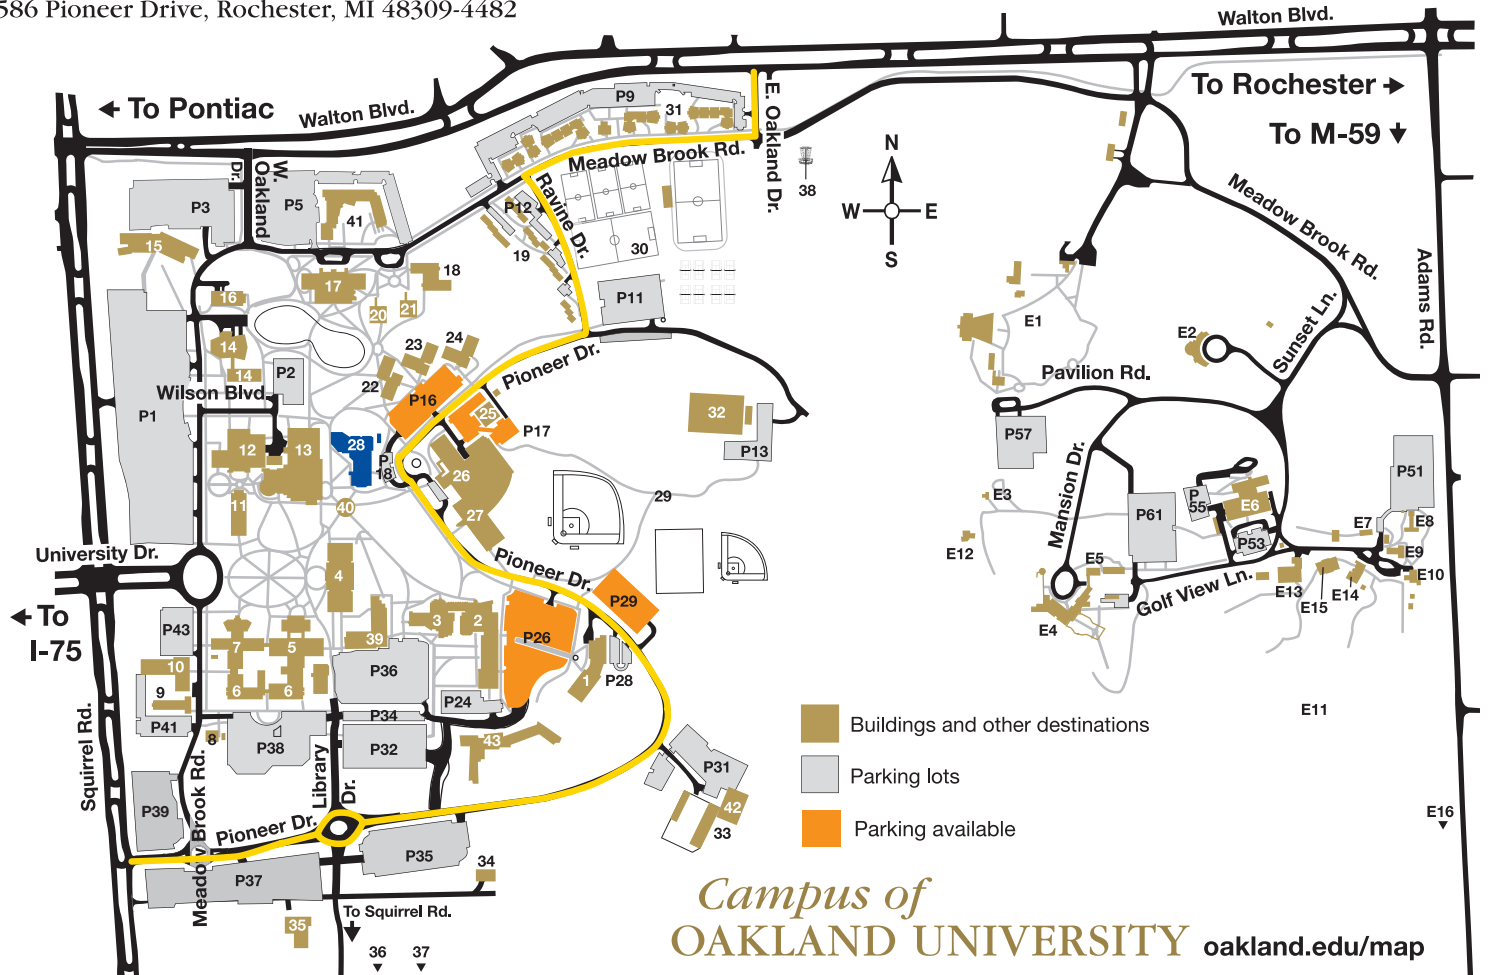 586 Pioneer Drive, Rochester, MI 48309-4482
Walton Blvd.
← To Pontiac
Walton Blvd.
To Rochester →
To M-59
P9
31
E. Oakland Dr.
Meadow Brook Rd.
38
N
W
E
S
Meadow Brook Rd.
Adams Rd.
W. Oakland Dr.
P3
P5
41
15
P12
Ravine Dr.
19
30
16
17
18
20
21
P11
E1
E2
Sunset Ln.
14
14
P2
22
23
24
Pioneer Dr.
Wilson Blvd.
P1
P16
25
P17
32
P13
Pavilion Rd.
P57
12
13
28
P 18
26
11
40
27
29
E3
Mansion Dr.
P61
P 55
E6
P53
P51
E7
E8
E9
E10
E12
E5
E4
Golf View Ln.
E13
E15
E14
University Dr.
← To I-75
4
Pioneer Dr.
P29
P43
7
5
39
3
2
P26
10
9
6
6
P36
P24
1
P28
P41
8
P38
P34
P32
43
E11
Squirrel Rd.
P39
Meadow Brook Rd.
Library Dr.
Pioneer Dr.
P31
42
33
P35
P37
34
35
To Squirrel Rd.
36
37
E16
Buildings and other destinations
Parking lots
Parking available
Campus of
OAKLAND UNIVERSITY
oakland.edu/map